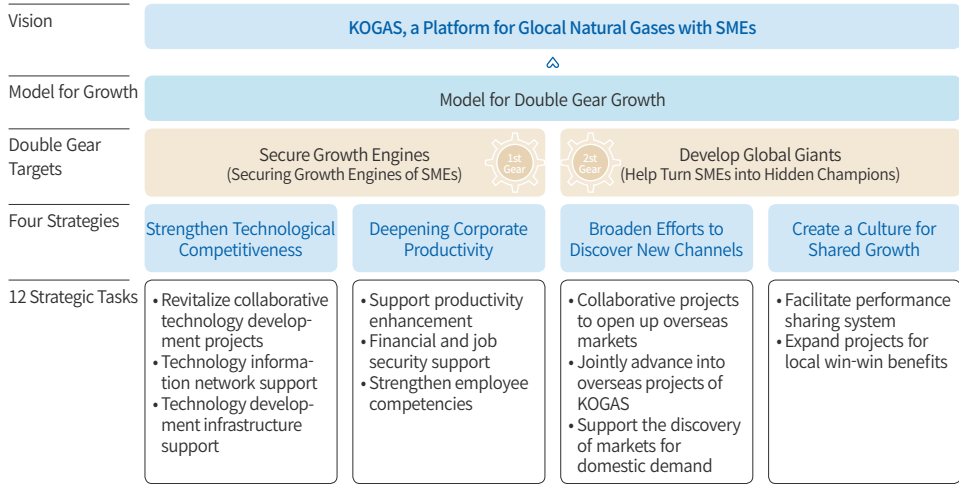 Vision
KOGAS, a Platform for Glocal Natural Gases with SMEs
Model for Growth
Model for Double Gear Growth
Double Gear
Targets
Secure Growth Engines
(Securing Growth Engines of SMEs)
1st
Gear
2st
Gear
Develop Global Giants
(Help Turn SMEs into Hidden Champions)
Four Strategies
Strengthen Technological
Competitiveness
Deepening Corporate
Productivity
Broaden Efforts to
Discover New Channels
Create a Culture for
Shared Growth
12 Strategic Tasks
• Revitalize collaborative
technology develop-
ment projects
• Technology informa-
tion network support
• Technology develop-
ment infrastructure
support
• Support productivity
enhancement
• Financial and job
security support
• Strengthen employee
competencies
• Collaborative projects
to open up overseas
markets
• Jointly advance into
overseas projects of
KOGAS
• Support the discovery
of markets for
domestic demand
• Facilitate performance
sharing system
• Expand projects for
local win-win benefits